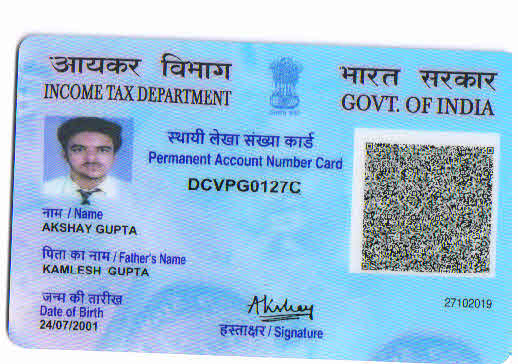 आयकर विभाग
INCOME TAX DEPARTMENT
भारत सरकार
GOVT. OF INDIA
स्थायी लेखा संख्या कार्ड
Permanent Account Number Card
DCVPG0127C
नाम / Name
AKSHAY GUPTA
पिता का नाम / Father's Name
KAMLESH GUPTA
जन्म की तारीख
Date of Birth
24/07/2001
Akshay
हस्ताक्षर / Signature
27102019